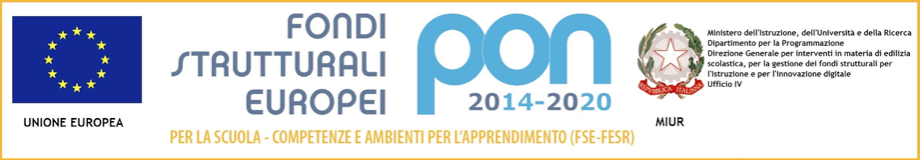 UNIONE EUROPEA
FONDI
STRUTTURALI
EUROPEI
pon
2014-2020
PER LA SCUOLA - COMPETENZE E AMBIENTI PER L'APPRENDIMENTO (FSE-FESR)
REPVBBLICA ITALIANA
MIUR
Ministero dell'Istruzione, dell'Università e della Ricerca
Dipartimento per la Programmazione
Direzione Generale per interventi in materia di edilizia
scolastica, per la gestione dei fondi strutturali per
l'Istruzione e per l'Innovazione digitale
Ufficio IV